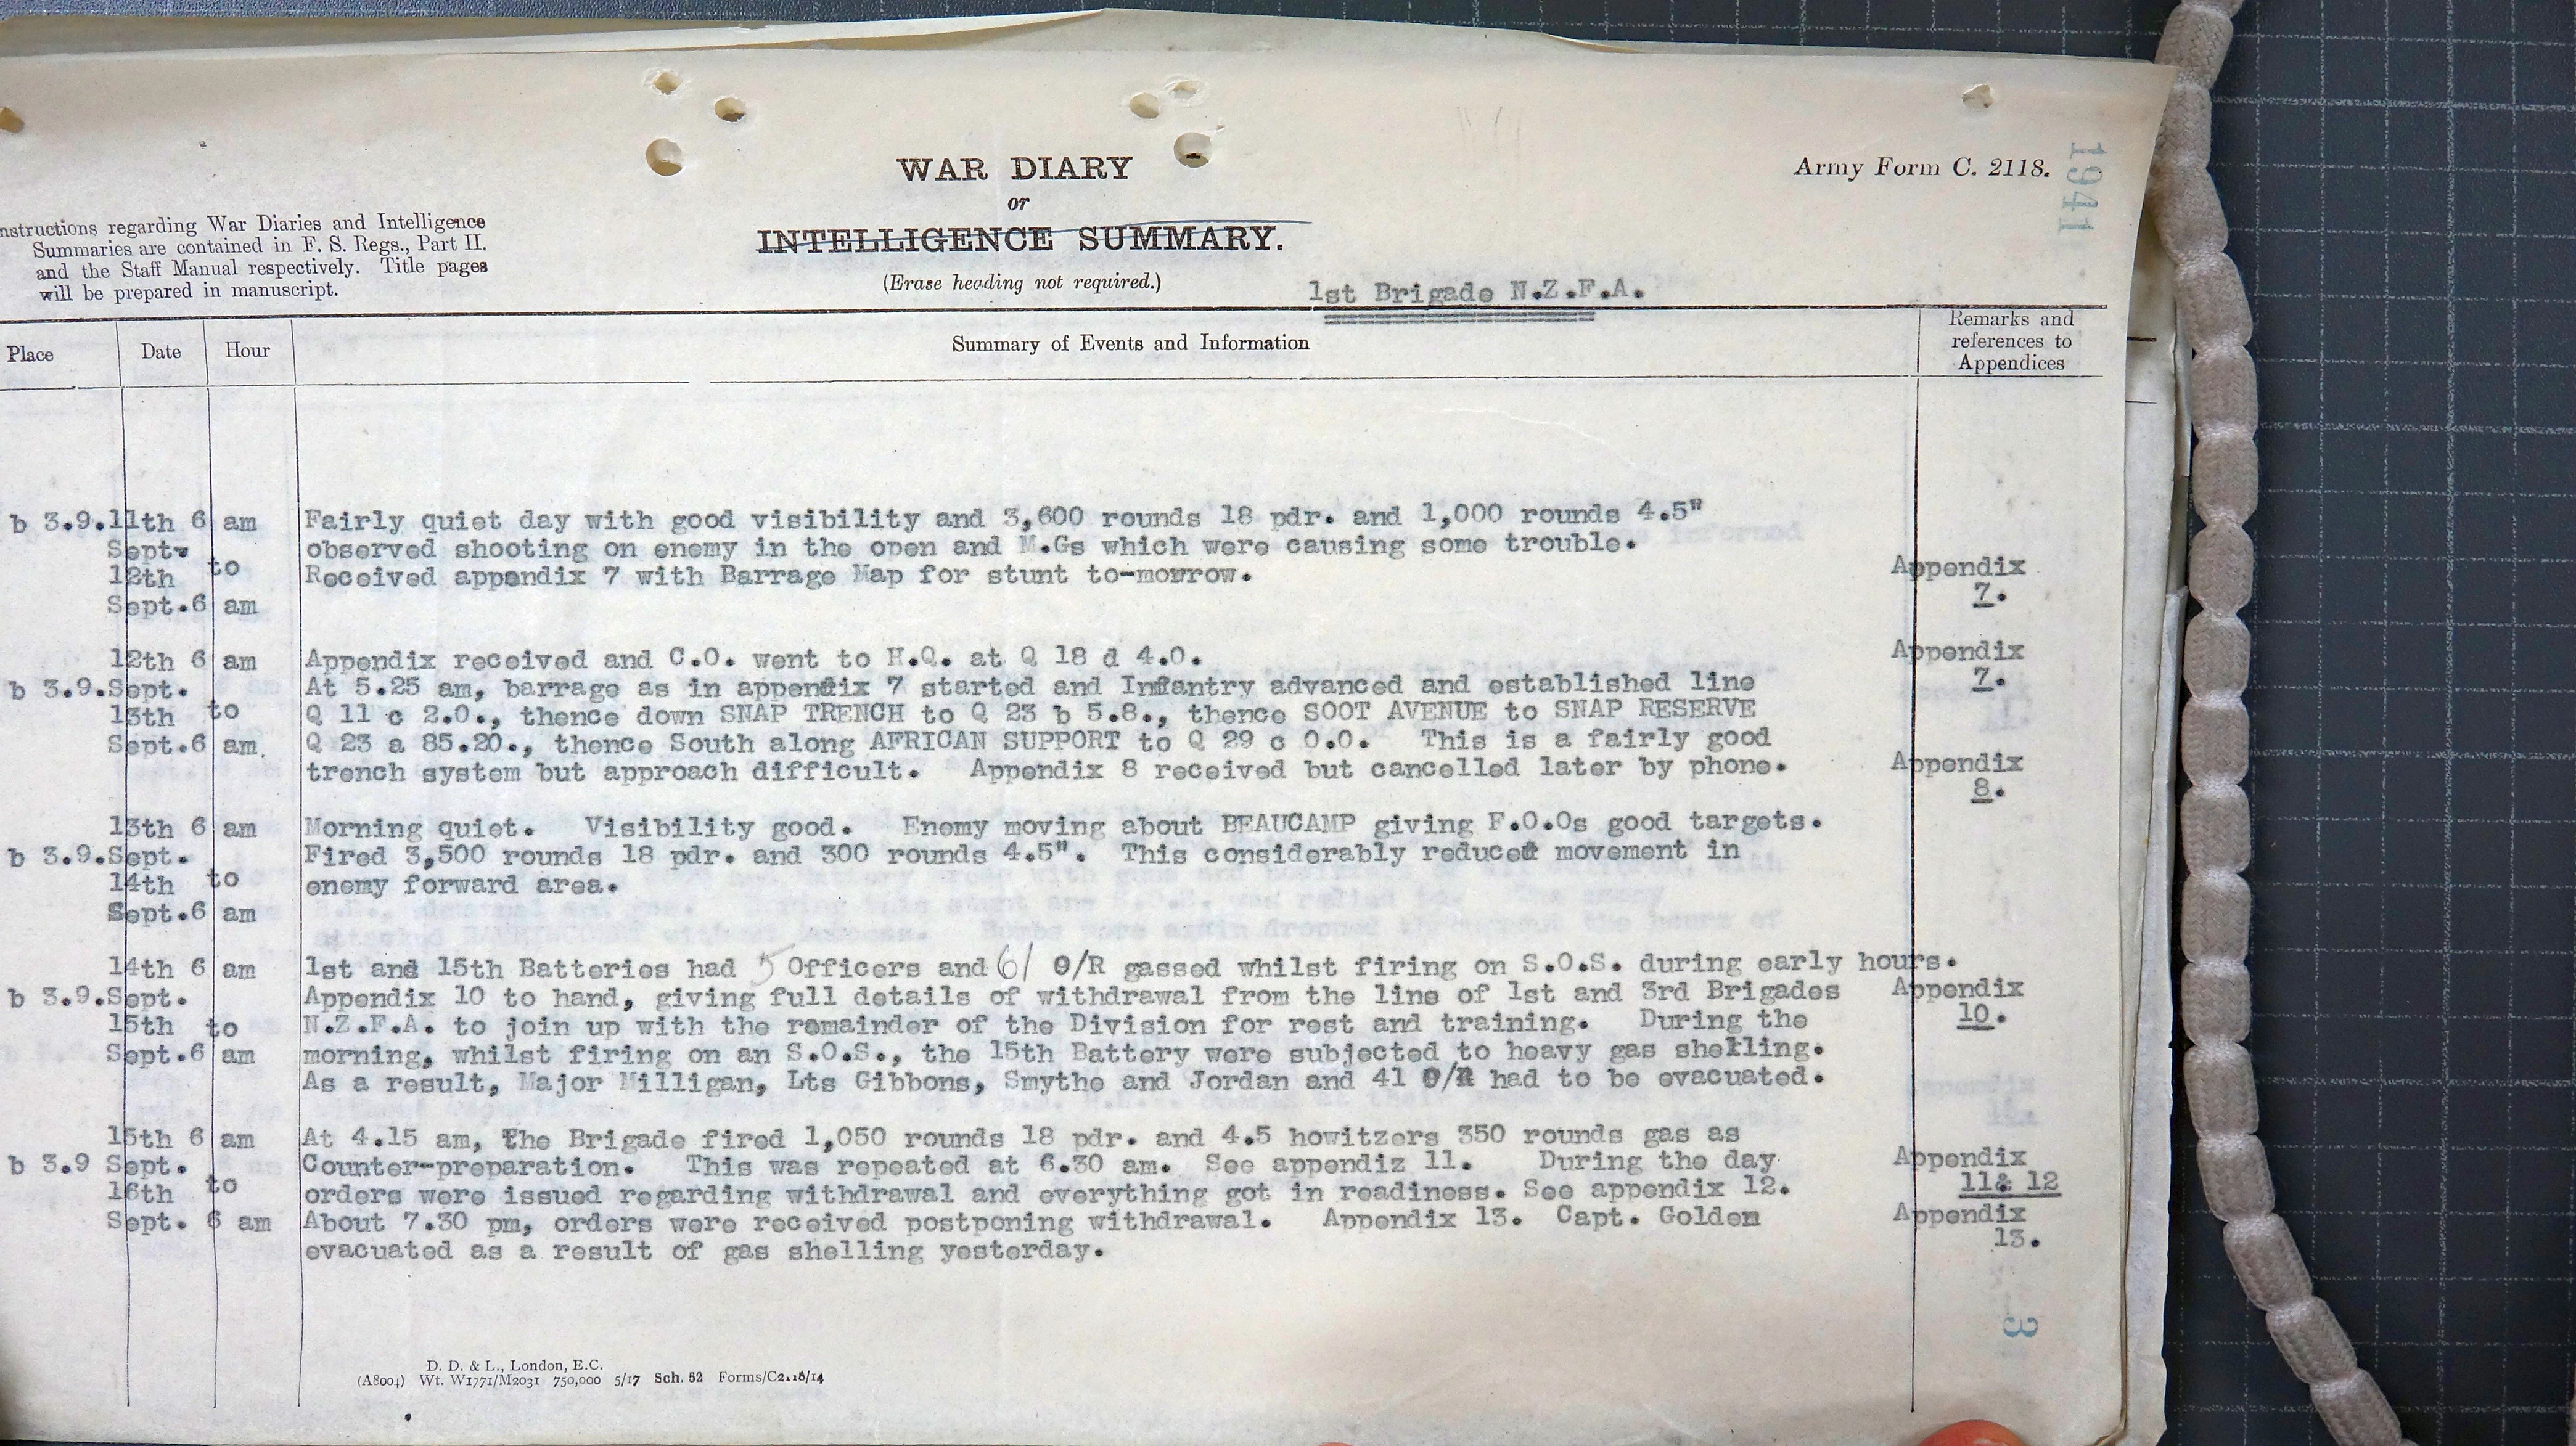 WAR DIARY
or
INTELLIGENCE SUMMARY.
(Erase heading not required.)
Army Form C. 2118.
1941
nstructions regarding War Diaries and Intelligence
Summaries are contained in F. S. Regs., Part II.
and the Staff Manual respectively. Title pages
will be prepared in manuscript.
1st Brigade N.Z.F.A.
Place Date Hour Summary of Events and Information Remarks and references to Appendices
b 3.9.11th 6 am Fairly quiet day with good visibility and 3,600 rounds 18 pdr. and 1,000 rounds 4.5"
Sept. observed shooting on enemy in the open and M.Gs which were causing some trouble.
12th to Received appendix 7 with Barrage Map for stunt to-morrow. Appendix
Sept.6 am 7.
12th 6 am Appendix received and C.O. went to H.Q. at Q 18 d 4.0. Appendix
b 3.9.Sept. At 5.25 am, barrage as in appendix 7 started and Infantry advanced and established line 7.
13th to Q 11 c 2.0., thence down SNAP TRENCH to Q 23 b 5.8., thence SOOT AVENUE to SNAP RESERVE
Sept.6 am. Q 23 a 85.20., thence South along AFRICAN SUPPORT to Q 29 c 0.0. This is a fairly good
trench system but approach difficult. Appendix 8 received but cancelled later by phone. Appendix
8.
13th 6 am Morning quiet. Visibility good. Enemy moving about BEAUCAMP giving F.O.Os good targets.
b 3.9.Sept. Fired 3,500 rounds 18 pdr. and 300 rounds 4.5". This considerably reduced movement in
14th to enemy forward area.
Sept.6 am
14th 6 am 1st and 15th Batteries had 5 Officers and 61 O/R gassed whilst firing on S.O.S. during early hours.
b 3.9.Sept. Appendix 10 to hand, giving full details of withdrawal from the line of 1st and 3rd Brigades Appendix
15th to N.Z.F.A. to join up with the remainder of the Division for rest and training. During the 10.
Sept.6 am morning, whilst firing on an S.O.S., the 15th Battery were subjected to heavy gas shelling.
As a result, Major Milligan, Lts Gibbons, Smythe and Jordan and 41 O/R had to be evacuated.
15th 6 am At 4.15 am, the Brigade fired 1,050 rounds 18 pdr. and 4.5 howitzers 350 rounds gas as
b 3.9 Sept. Counter-preparation. This was repeated at 6.30 am. See appendiz 11. During the day Appendix
16th to orders were issued regarding withdrawal and everything got in readiness. See appendix 12. 11& 12
Sept. 6 am About 7.30 pm, orders were received postponing withdrawal. Appendix 13. Capt. Golden Appendix
evacuated as a result of gas shelling yesterday. 13.
3
D. D. & L., London, E.C.
(A8004) Wt. W1771/M2031 750,000 5/17 Sch. 52 Forms/C2118/14